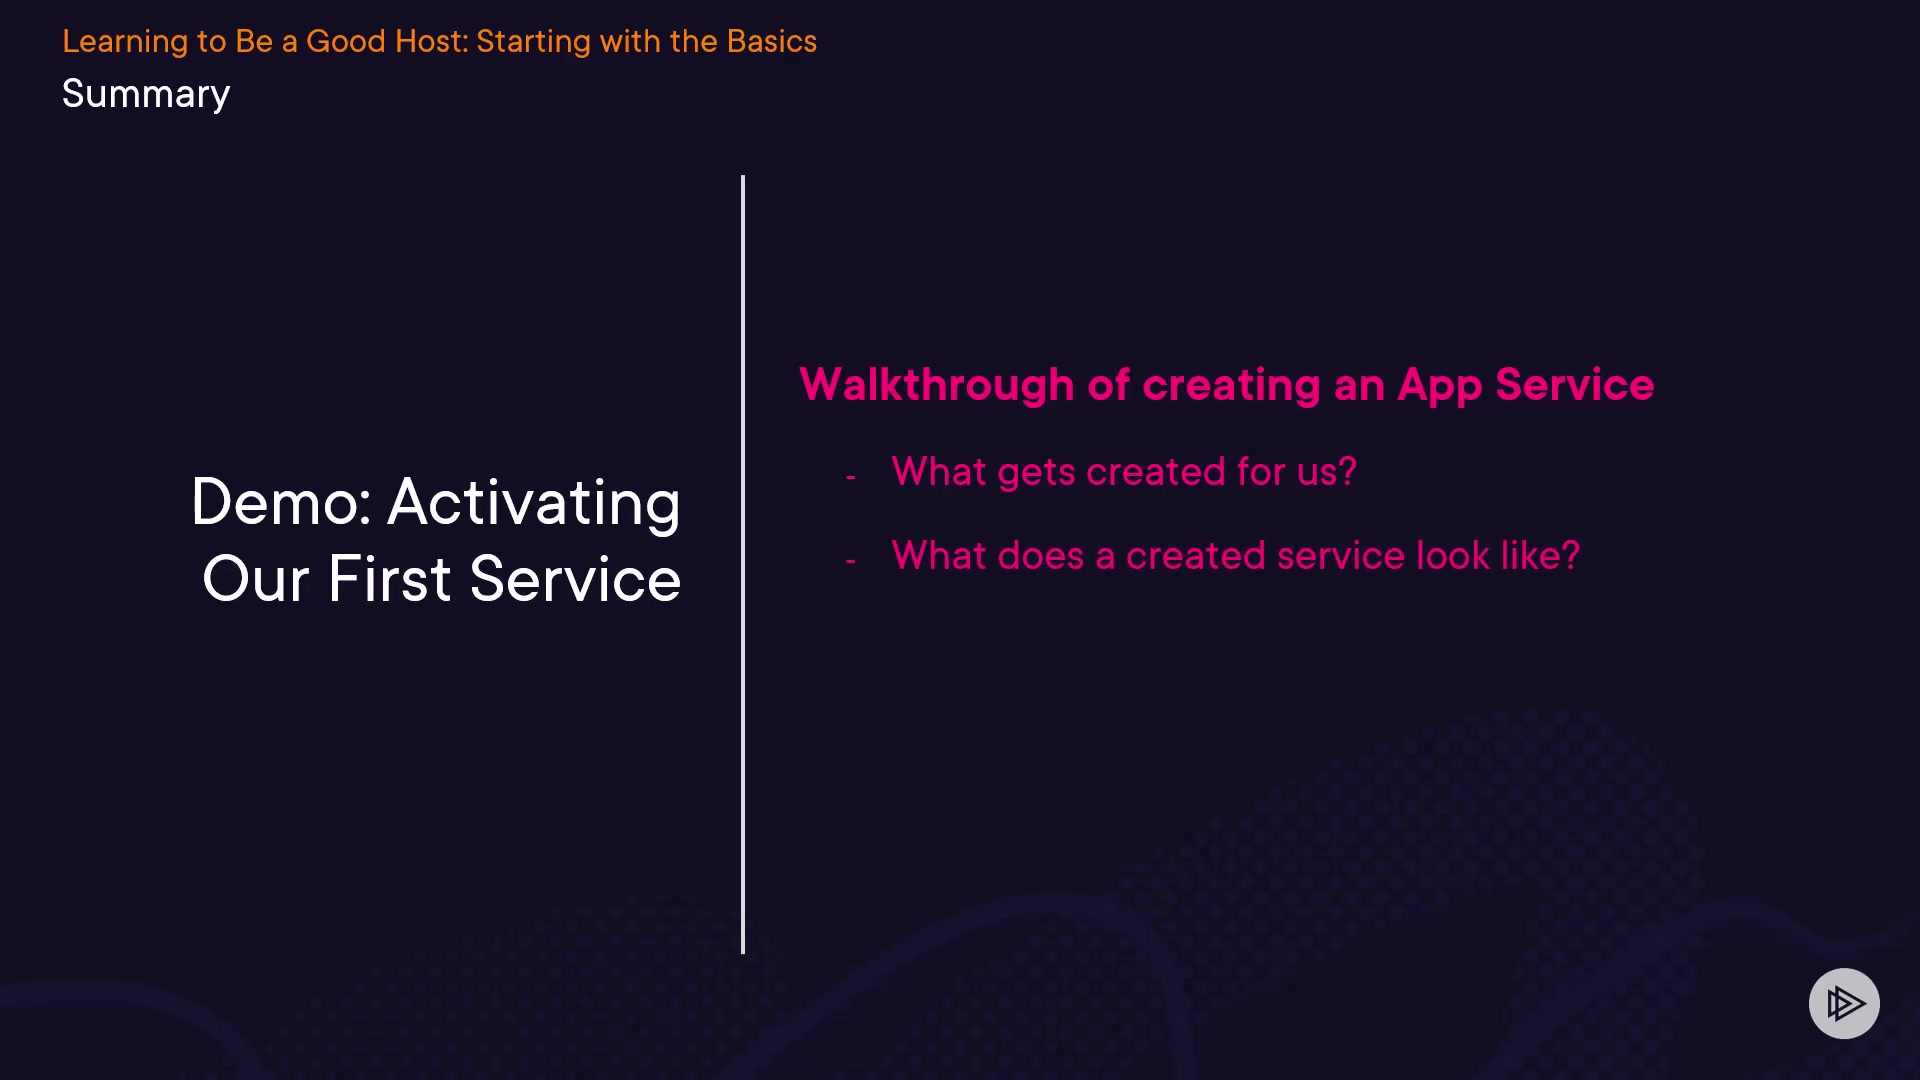 Learning to Be a Good Host: Starting with the Basics
Summary
Demo: Activating
Our First Service
Walkthrough of creating an App Service
- What gets created for us?
- What does a created service look like?